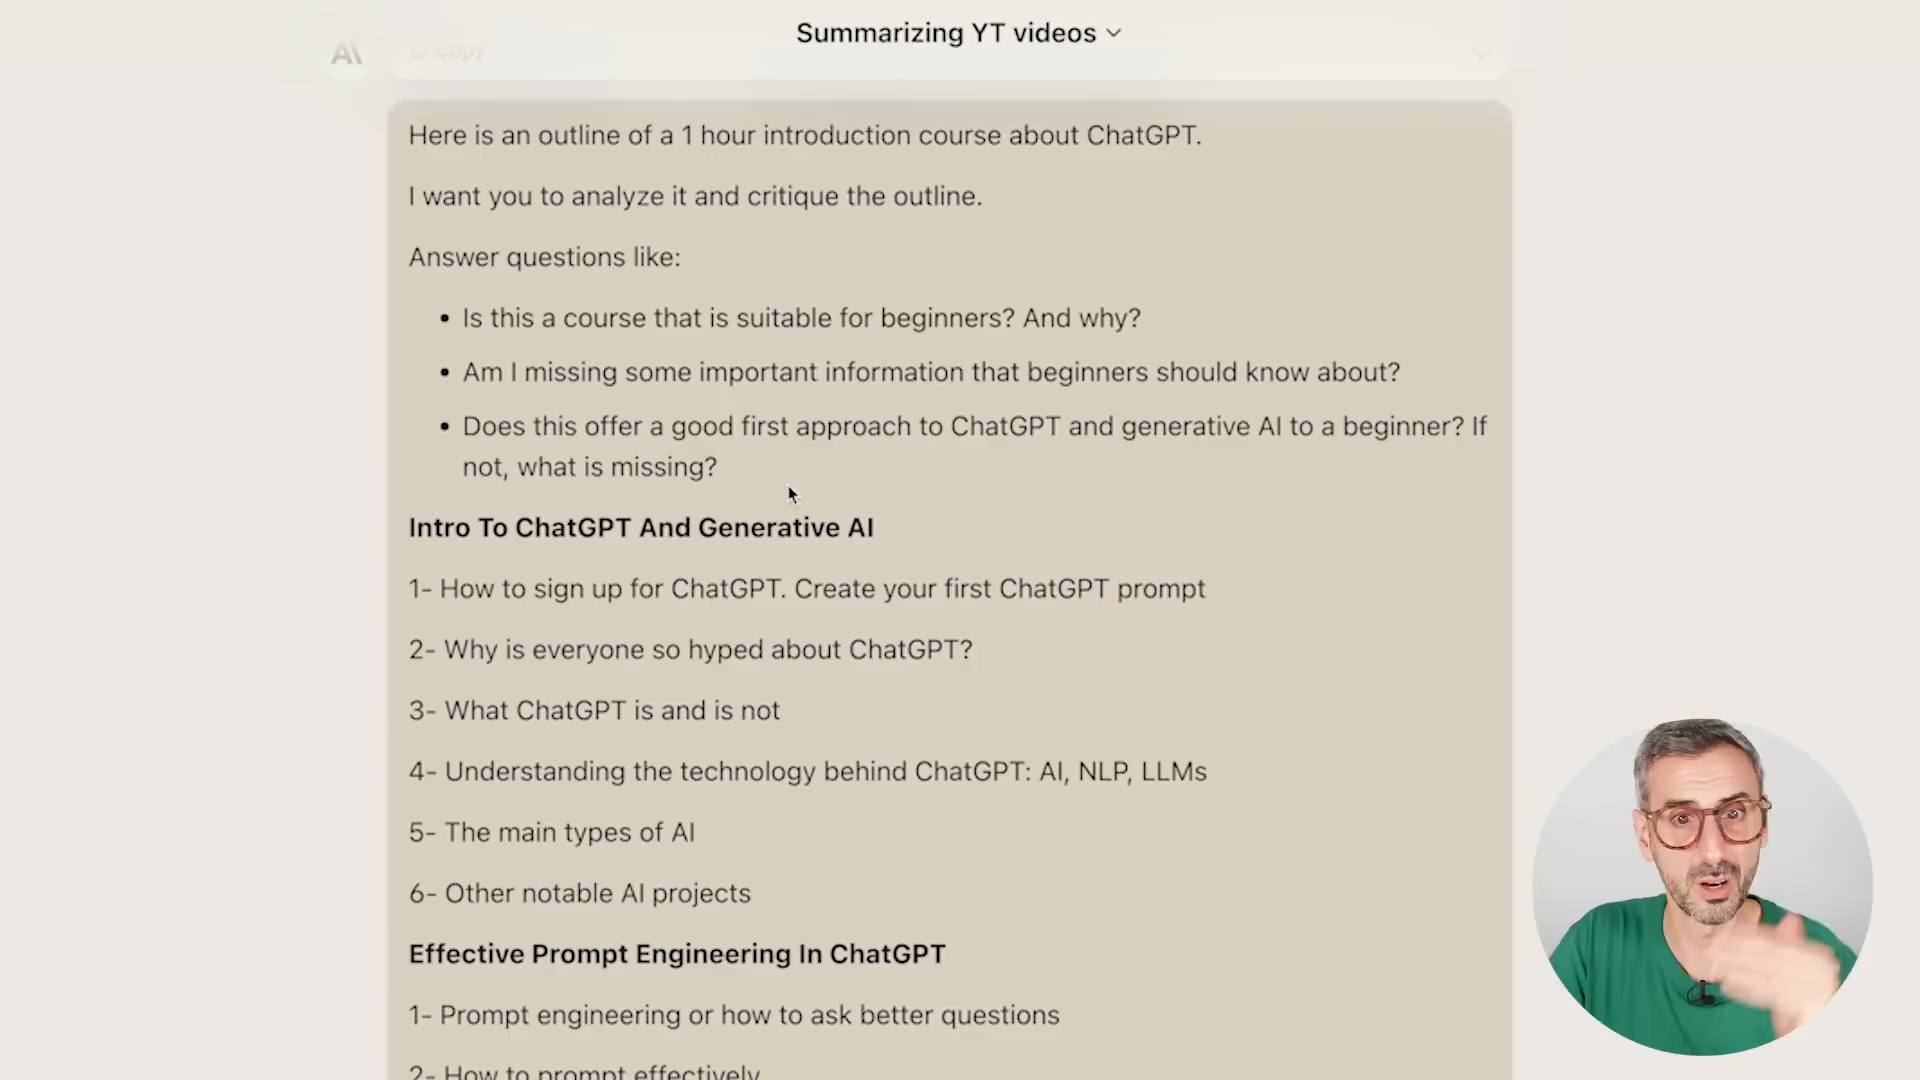 Summarizing YT videos
AI
Copy
Here is an outline of a 1 hour introduction course about ChatGPT.
I want you to analyze it and critique the outline.
Answer questions like:
• Is this a course that is suitable for beginners? And why?
• Am I missing some important information that beginners should know about?
• Does this offer a good first approach to ChatGPT and generative AI to a beginner? If
not, what is missing?
Intro To ChatGPT And Generative AI
1- How to sign up for ChatGPT. Create your first ChatGPT prompt
2- Why is everyone so hyped about ChatGPT?
3- What ChatGPT is and is not
4- Understanding the technology behind ChatGPT: AI, NLP, LLMs
5- The main types of AI
6- Other notable AI projects
Effective Prompt Engineering In ChatGPT
1- Prompt engineering or how to ask better questions
2- How to prompt effectively